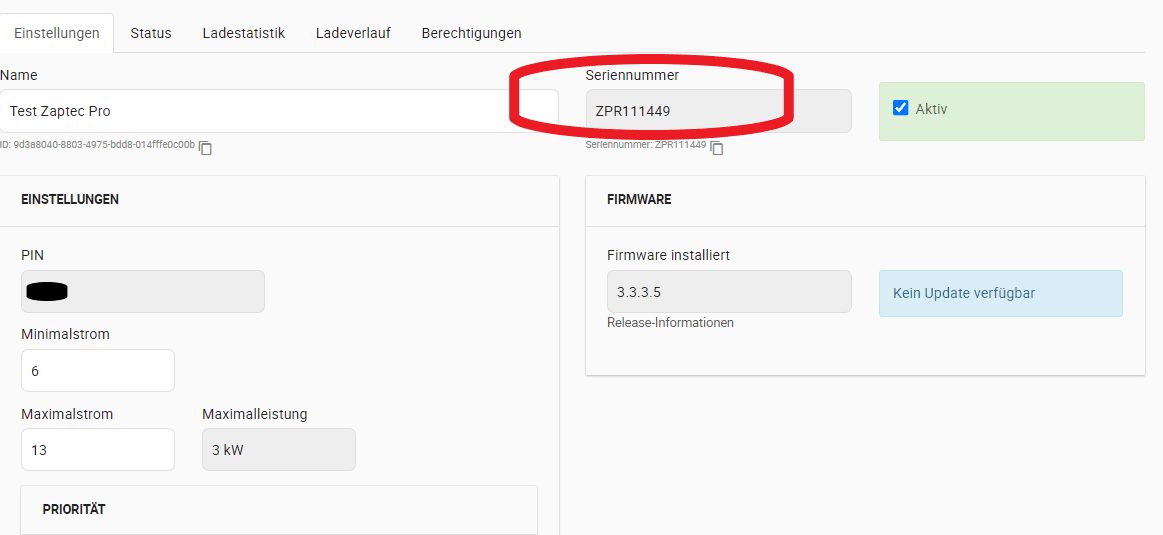 Einstellungen Status Ladestatistik Ladeverlauf Berechtigungen
Name
Test Zaptec Pro
ID: 9d3a8040-8803-4975-bdd8-014fffe0c00b
Seriennummer
ZPR111449
Seriennummer: ZPR111449
Aktiv
EINSTELLUNGEN
PIN
Minimalstrom
6
Maximalstrom
13
Maximalleistung
3 kW
PRIORITÄT
FIRMWARE
Firmware installiert
3.3.3.5
Release-Informationen
Kein Update verfügbar